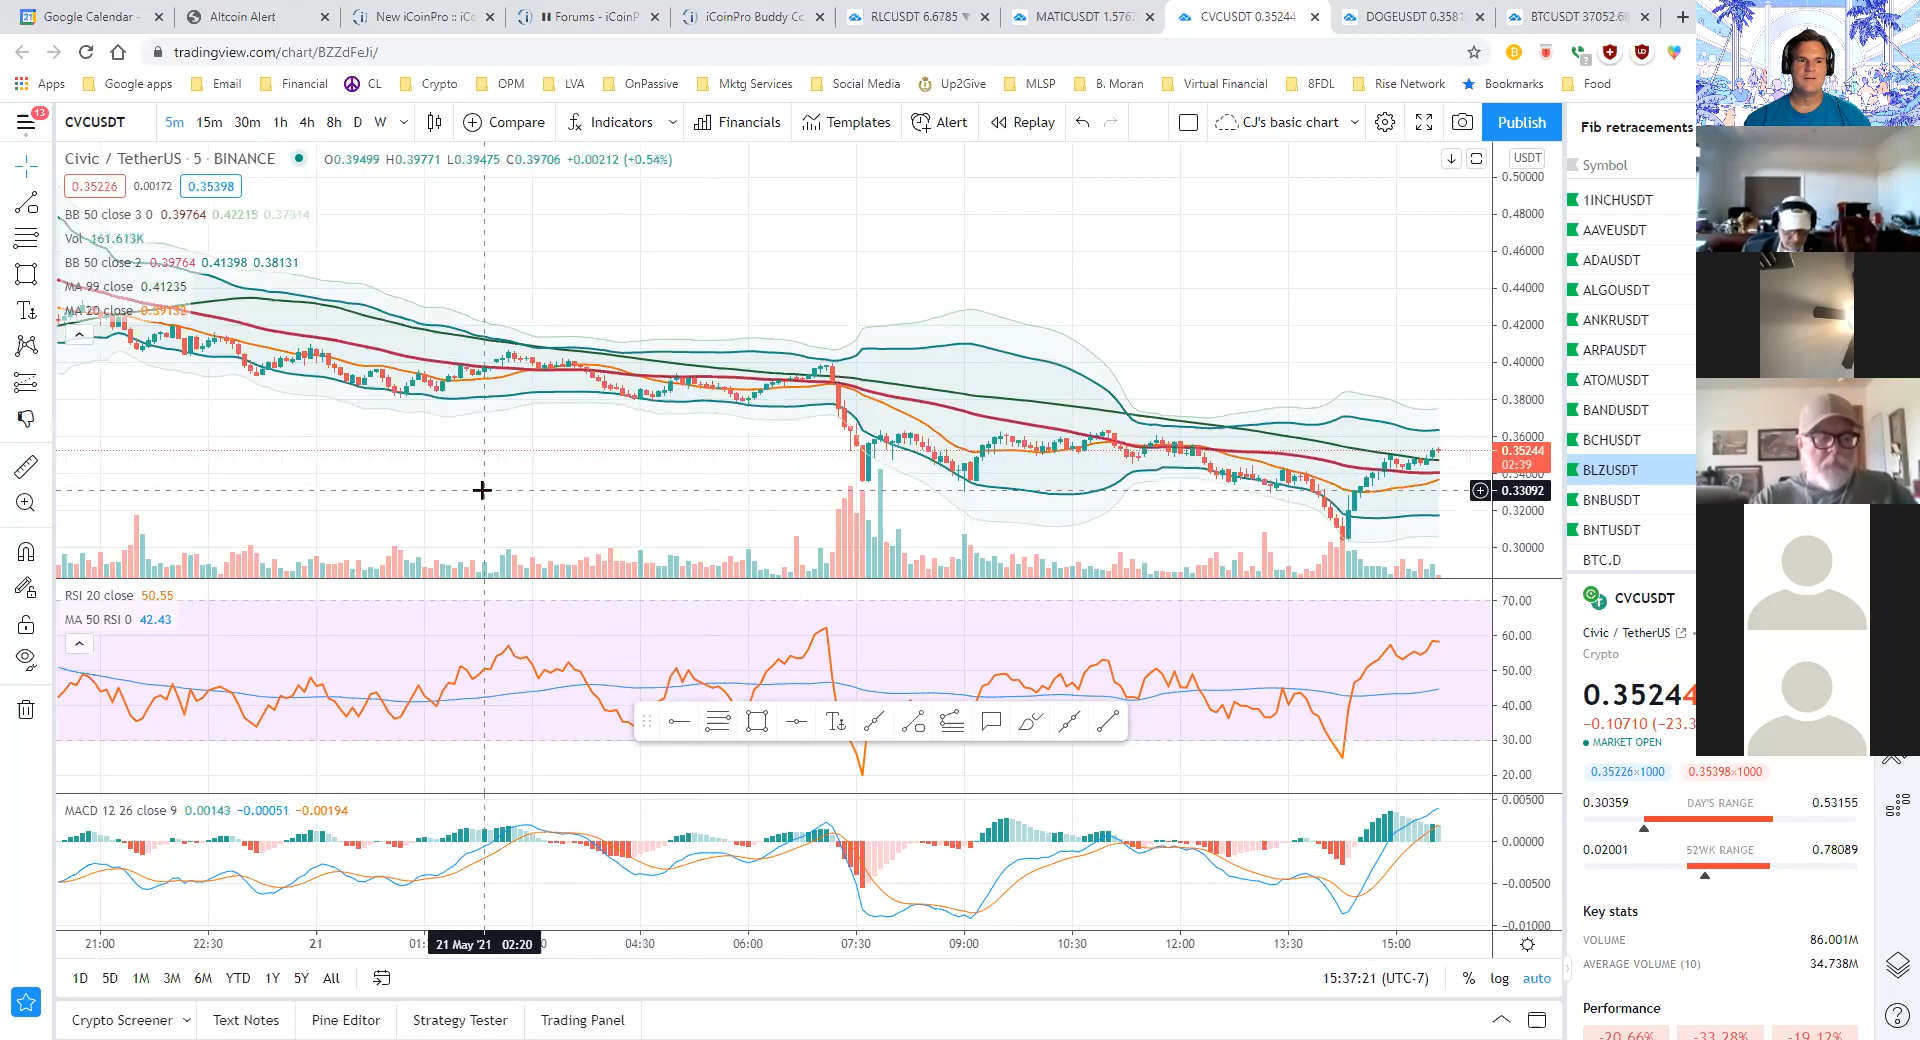 Google Calendar -
Altcoin Alert
New iCoinPro :: iC
Forums - iCoinP
iCoinPro Buddy Cc
RLCUSDT 6.6785
MATICUSDT 1.576
CVCUSDT 0.35244
DOGEUSDT 0.358
BTCUSDT 37052.6
tradingview.com/chart/BZZdFeJi/
Apps
Google apps
Email
Financial
CL
Crypto
OPM
LVA
OnPassive
Mktg Services
Social Media
Up2Give
MLSP
B. Moran
Virtual Financial
8FDL
Rise Network
Bookmarks
Food
13
CVCUSDT
5m 15m 30m 1h 4h 8h D W
Compare
Indicators
Financials
Templates
Alert
Replay
CJ's basic chart
Publish
Civic / TetherUS · 5 · BINANCE
O0.39499 H0.39771 L0.39475 C0.39706 +0.00212 (+0.54%)
0.35226 0.00172 0.35398
BB 50 close 3 0 0.39764 0.42215 0.37314
Vol 161.613K
BB 50 close 2 0.39764 0.41398 0.38131
MA 99 close 0.41235
MA 20 close 0.39132
USDT
0.50000
0.48000
0.46000
0.44000
0.42000
0.40000
0.38000
0.36000
0.35244
02:39
0.34000
0.33092
0.32000
0.30000
RSI 20 close 50.55
MA 50 RSI 0 42.43
70.00
60.00
50.00
40.00
30.00
20.00
MACD 12 26 close 9 0.00143 −0.00051 −0.00194
0.00500
0.00000
−0.00500
−0.01000
21:00 22:30 21 01: 21 May '21 02:20 04:30 06:00 07:30 09:00 10:30 12:00 13:30 15:00
1D 5D 1M 3M 6M YTD 1Y 5Y All
15:37:21 (UTC-7) % log auto
Crypto Screener
Text Notes
Pine Editor
Strategy Tester
Trading Panel
Fib retracements
Symbol
1INCHUSDT
AAVEUSDT
ADAUSDT
ALGOUSDT
ANKRUSDT
ARPAUSDT
ATOMUSDT
BANDUSDT
BCHUSDT
BLZUSDT
BNBUSDT
BNTUSDT
BTC.D
CVCUSDT
Civic / TetherUS
Crypto
0.35244
−0.10710 (−23.3
MARKET OPEN
0.35226×1000 0.35398×1000
0.30359 DAY'S RANGE 0.53155
0.02001 52WK RANGE 0.78089
Key stats
VOLUME 86.001M
AVERAGE VOLUME (10) 34.738M
Performance
-20.66% -33.28% -19.12%